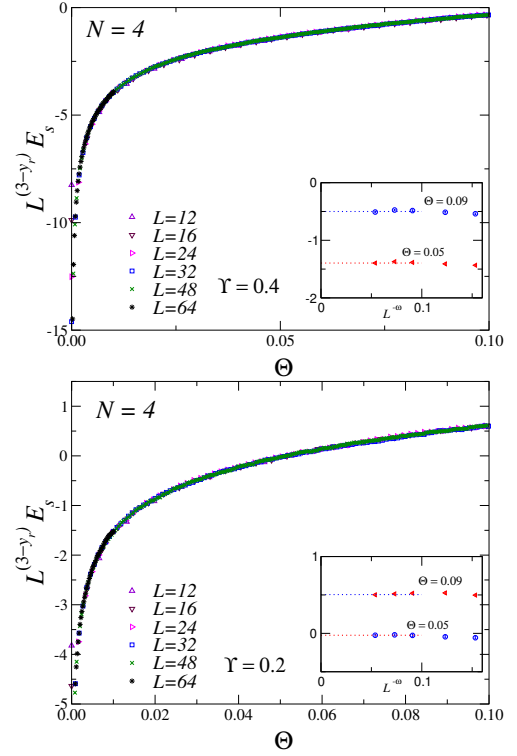 0
N = 4
-5
L^(3-y_r) E_s
-10
-15
L=12
L=16
L=24
L=32
L=48
L=64
ϒ = 0.4
0
-1
-2
Θ = 0.09
Θ = 0.05
0
0.1
L^-ω
0.00
0.05
0.10
Θ
N = 4
1
0
-1
-2
-3
-4
-5
L^(3-y_r) E_s
L=12
L=16
L=24
L=32
L=48
L=64
ϒ = 0.2
1
0
Θ = 0.09
Θ = 0.05
0
0.1
L^-ω
0.00
0.02
0.04
0.06
0.08
0.10
Θ